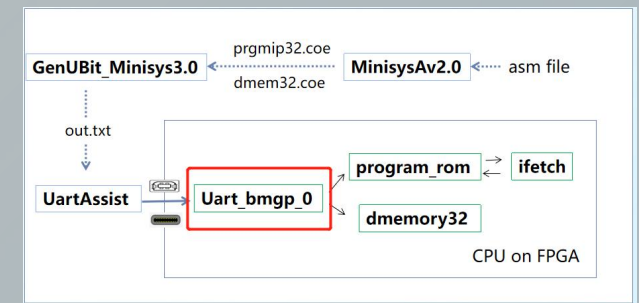 prgmip32.coe
GenUBit_Minisys3.0
MinisysAv2.0
asm file
dmem32.coe
out.txt
program_rom
ifetch
UartAssist
Uart_bmgp_0
dmemory32
CPU on FPGA